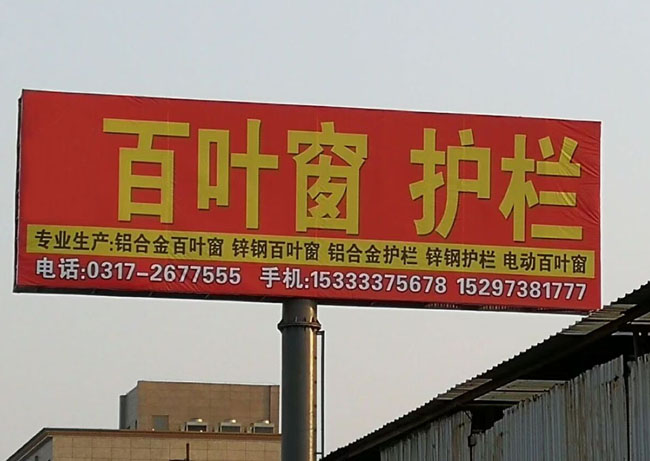 百叶窗 护栏
专业生产:铝合金百叶窗 锌钢百叶窗 铝合金护栏 锌钢护栏 电动百叶窗
电话:0317-2677555 手机:15333375678 15297381777